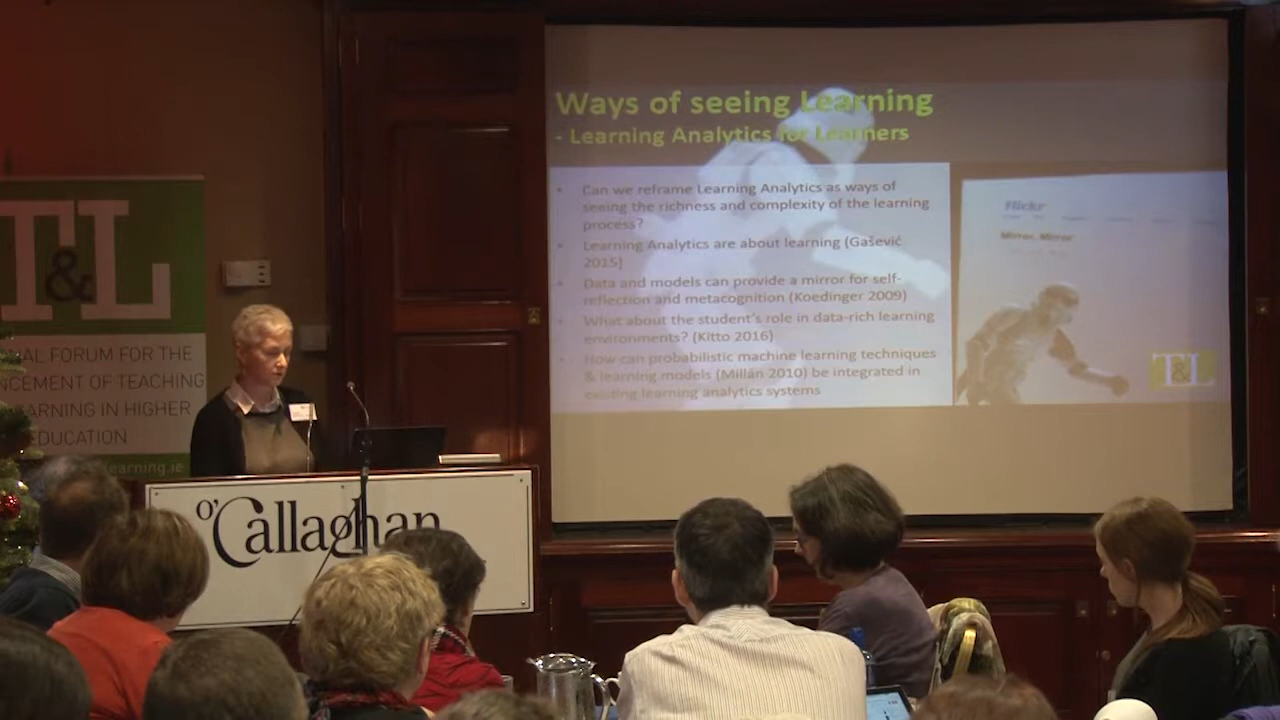 Ways of seeing Learning
- Learning Analytics for Learners
• Can we reframe Learning Analytics as ways of
seeing the richness and complexity of the learning
process?
• Learning Analytics are about learning (Gašević
2015)
• Data and models can provide a mirror for self-
reflection and metacognition (Koedinger 2009)
• What about the student's role in data-rich learning
environments? (Kitto 2016)
• How can probabilistic machine learning techniques
& learning models (Millán 2010) be integrated in
existing learning analytics systems
Flickr
Mirror, Mirror
T&L
T&L
AL FORUM FOR THE
NCEMENT OF TEACHING
EARNING IN HIGHER
EDUCATION
learning.ie
O'Callaghan